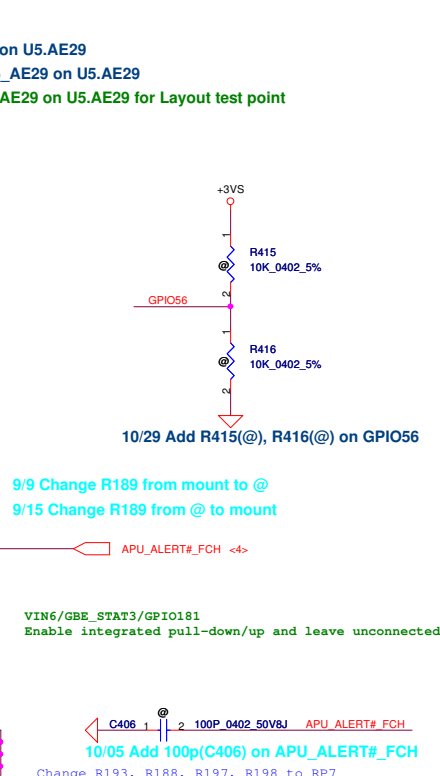 on U5.AE29
_AE29 on U5.AE29
AE29 on U5.AE29 for Layout test point
+3VS
1
R415
@
10K_0402_5%
2
GPIO56
1
R416
@
10K_0402_5%
2
10/29 Add R415(@), R416(@) on GPIO56
9/9 Change R189 from mount to @
9/15 Change R189 from @ to mount
APU_ALERT#_FCH <4>
VIN6/GBE_STAT3/GPIO181
Enable integrated pull-down/up and leave unconnected
@
C406 1 2 100P_0402_50V8J APU_ALERT#_FCH
10/05 Add 100p(C406) on APU_ALERT#_FCH
Change R193, R188, R197, R198 to RP7